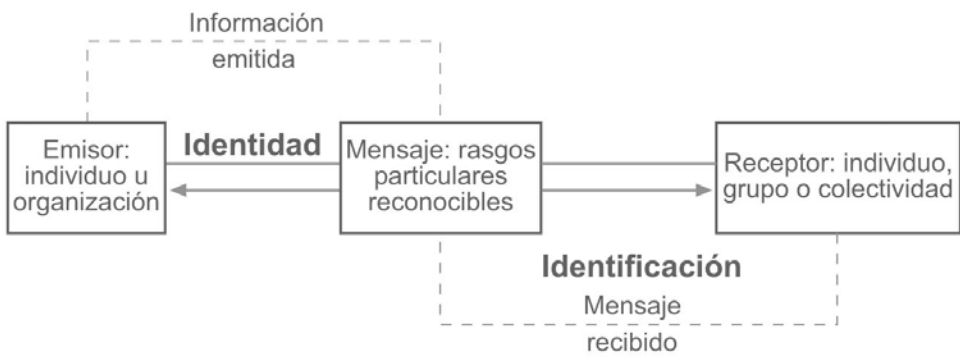 Información
emitida
Emisor:
individuo u
organización
Identidad
Mensaje: rasgos
particulares
reconocibles
Receptor: individuo,
grupo o colectividad
Identificación
Mensaje
recibido